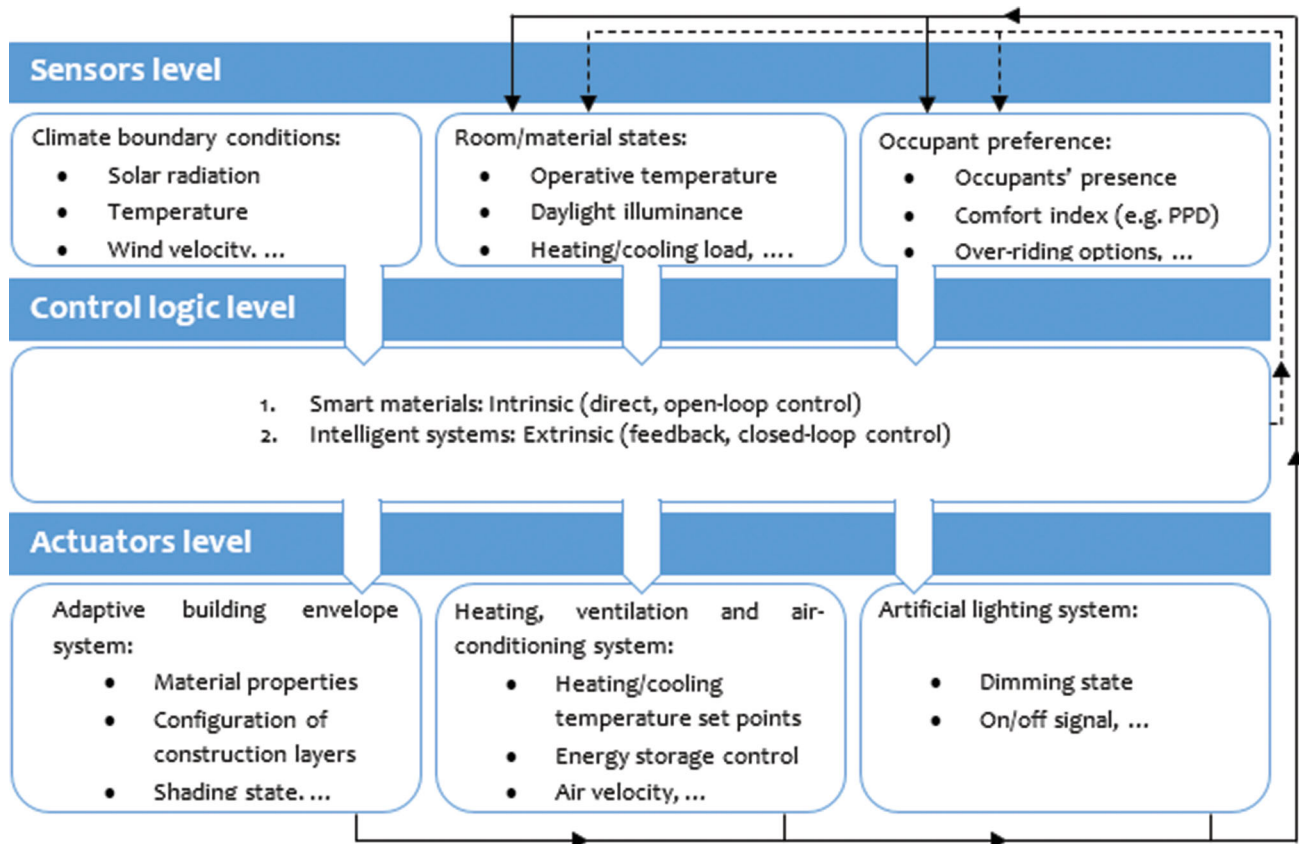 Sensors level
Climate boundary conditions:
• Solar radiation
• Temperature
• Wind velocity, ...
Room/material states:
• Operative temperature
• Daylight illuminance
• Heating/cooling load, ....
Occupant preference:
• Occupants' presence
• Comfort index (e.g. PPD)
• Over-riding options, ...
Control logic level
1. Smart materials: Intrinsic (direct, open-loop control)
2. Intelligent systems: Extrinsic (feedback, closed-loop control)
Actuators level
Adaptive building envelope
system:
• Material properties
• Configuration of
construction layers
• Shading state, ...
Heating, ventilation and air-
conditioning system:
• Heating/cooling
temperature set points
• Energy storage control
• Air velocity, ...
Artificial lighting system:
• Dimming state
• On/off signal, ...